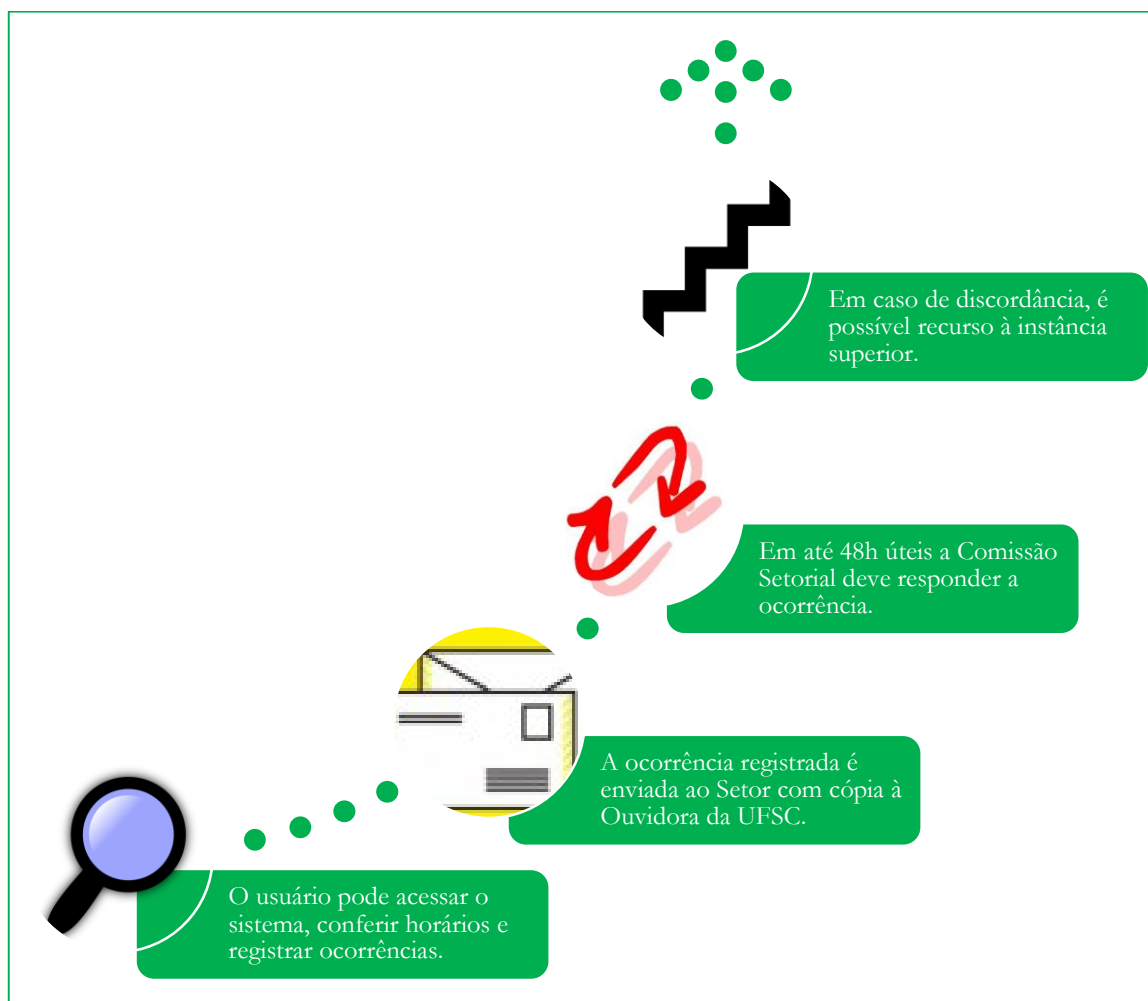 Em caso de discordância, é
possível recurso à instância
superior.
Em até 48h úteis a Comissão
Setorial deve responder a
ocorrência.
A ocorrência registrada é
enviada ao Setor com cópia à
Ouvidora da UFSC.
O usuário pode acessar o
sistema, conferir horários e
registrar ocorrências.